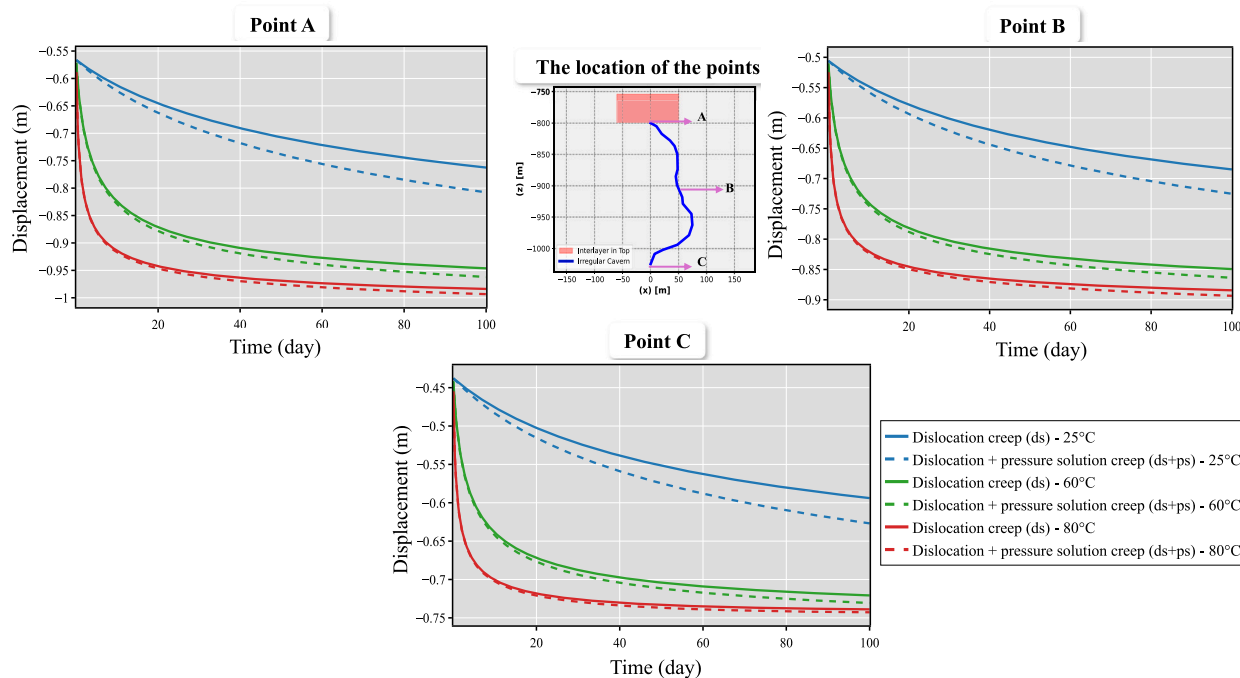 Point A
−0.55
−0.6
−0.65
−0.7
−0.75
−0.8
−0.85
−0.9
−0.95
−1
20
40
60
80
100
Displacement (m)
Time (day)
The location of the points
−750
−800
−850
−900
−950
−1000
(z) [m]
A
B
C
Interlayer in Top
Irregular Cavern
−150
−100
−50
0
50
100
150
(x) [m]
Point B
−0.5
−0.55
−0.6
−0.65
−0.7
−0.75
−0.8
−0.85
−0.9
20
40
60
80
100
Displacement (m)
Time (day)
Point C
−0.45
−0.5
−0.55
−0.6
−0.65
−0.7
−0.75
20
40
60
80
100
Displacement (m)
Time (day)
Dislocation creep (ds) - 25°C
Dislocation + pressure solution creep (ds+ps) - 25°C
Dislocation creep (ds) - 60°C
Dislocation + pressure solution creep (ds+ps) - 60°C
Dislocation creep (ds) - 80°C
Dislocation + pressure solution creep (ds+ps) - 80°C